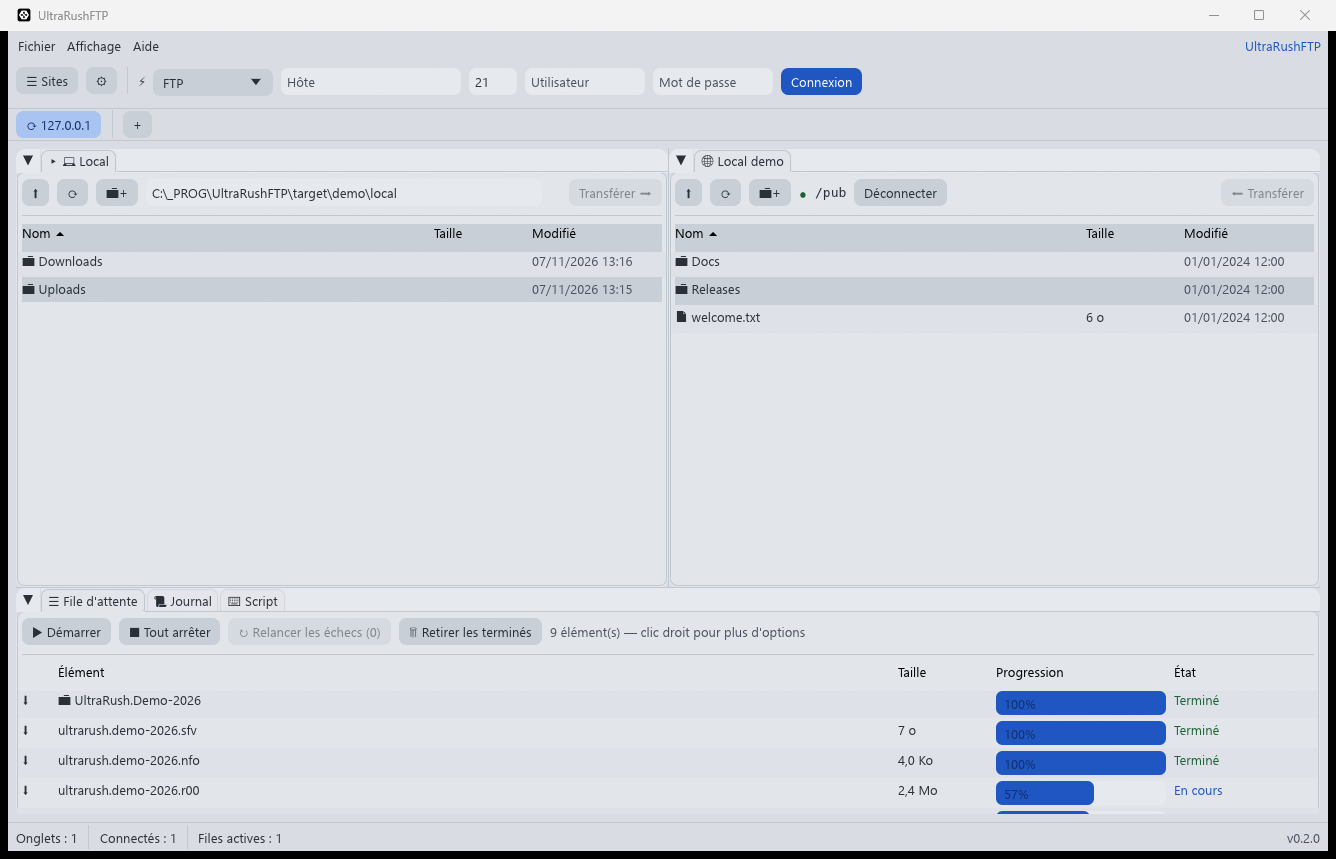 UltraRushFTP
Fichier Affichage Aide UltraRushFTP
Sites FTP Hôte 21 Utilisateur Mot de passe Connexion
127.0.0.1 +
Local Local demo
C:\_PROG\UltraRushFTP\target\demo\local Transférer → /pub Déconnecter ← Transférer
Nom Taille Modifié Nom Taille Modifié
Downloads 07/11/2026 13:16 Docs 01/01/2024 12:00
Uploads 07/11/2026 13:15 Releases 01/01/2024 12:00
welcome.txt 6 o 01/01/2024 12:00
File d'attente Journal Script
Démarrer Tout arrêter Relancer les échecs (0) Retirer les terminés 9 élément(s) — clic droit pour plus d'options
Élément Taille Progression État
UltraRush.Demo-2026 100% Terminé
ultrarush.demo-2026.sfv 7 o 100% Terminé
ultrarush.demo-2026.nfo 4,0 Ko 100% Terminé
ultrarush.demo-2026.r00 2,4 Mo 57% En cours
Onglets : 1 Connectés : 1 Files actives : 1 v0.2.0